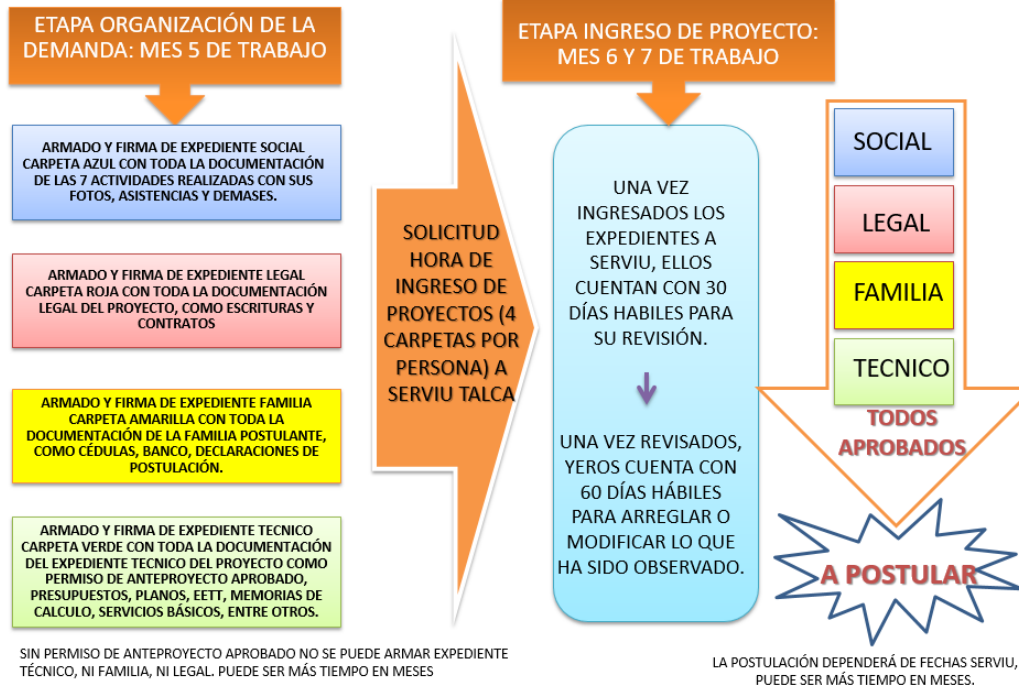 ETAPA ORGANIZACIÓN DE LA
DEMANDA: MES 5 DE TRABAJO
ARMADO Y FIRMA DE EXPEDIENTE SOCIAL
CARPETA AZUL CON TODA LA DOCUMENTACIÓN
DE LAS 7 ACTIVIDADES REALIZADAS CON SUS
FOTOS, ASISTENCIAS Y DEMASES.
ARMADO Y FIRMA DE EXPEDIENTE LEGAL
CARPETA ROJA CON TODA LA DOCUMENTACIÓN
LEGAL DEL PROYECTO, COMO ESCRITURAS Y
CONTRATOS
ARMADO Y FIRMA DE EXPEDIENTE FAMILIA
CARPETA AMARILLA CON TODA LA
DOCUMENTACIÓN DE LA FAMILIA POSTULANTE,
COMO CÉDULAS, BANCO, DECLARACIONES DE
POSTULACIÓN.
ARMADO Y FIRMA DE EXPEDIENTE TECNICO
CARPETA VERDE CON TODA LA DOCUMENTACIÓN
DEL EXPEDIENTE TECNICO DEL PROYECTO COMO
PERMISO DE ANTEPROYECTO APROBADO,
PRESUPUESTOS, PLANOS, EETT, MEMORIAS DE
CALCULO, SERVICIOS BÁSICOS, ENTRE OTROS.
SIN PERMISO DE ANTEPROYECTO APROBADO NO SE PUEDE ARMAR EXPEDIENTE
TÉCNICO, NI FAMILIA, NI LEGAL. PUEDE SER MÁS TIEMPO EN MESES
SOLICITUD
HORA DE
INGRESO DE
PROYECTOS (4
CARPETAS POR
PERSONA) A
SERVIU TALCA
ETAPA INGRESO DE PROYECTO:
MES 6 Y 7 DE TRABAJO
UNA VEZ
INGRESADOS LOS
EXPEDIENTES A
SERVIU, ELLOS
CUENTAN CON 30
DÍAS HABILES PARA
SU REVISIÓN.
UNA VEZ REVISADOS,
YEROS CUENTA CON
60 DÍAS HÁBILES
PARA ARREGLAR O
MODIFICAR LO QUE
HA SIDO OBSERVADO.
SOCIAL
LEGAL
FAMILIA
TECNICO
TODOS
APROBADOS
A POSTULAR
LA POSTULACIÓN DEPENDERÁ DE FECHAS SERVIU,
PUEDE SER MÁS TIEMPO EN MESES.